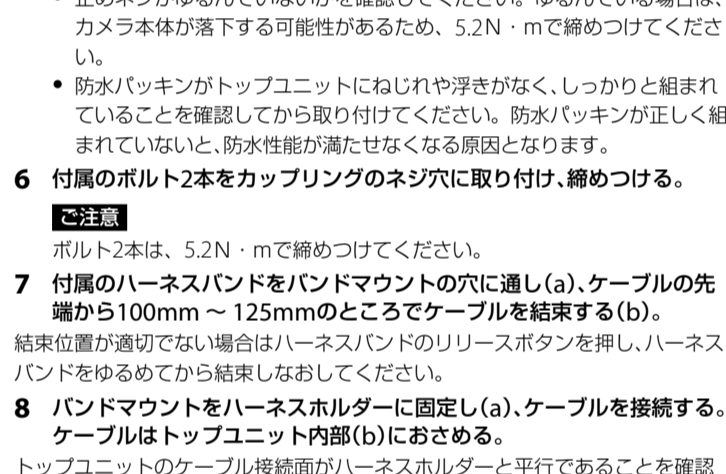 • 止めネジがゆるんでいないかを確認してください。ゆるんでいる場合は、
カメラ本体が落下する可能性があるため、5.2N・mで締めつけてくださ
い。
• 防水パッキンがトップユニットにねじれや浮きがなく、しっかりと組まれ
ていることを確認してから取り付けてください。防水パッキンが正しく組
まれていないと、防水性能が満たせなくなる原因となります。
6 付属のボルト2本をカップリングのネジ穴に取り付け、締めつける。
ご注意
ボルト2本は、5.2N・mで締めつけてください。
7 付属のハーネスバンドをバンドマウントの穴に通し(a)、ケーブルの先
端から100mm ～ 125mmのところでケーブルを結束する(b)。
結束位置が適切でない場合はハーネスバンドのリリースボタンを押し、ハーネス
バンドをゆるめてから結束しなおしてください。
8 バンドマウントをハーネスホルダーに固定し(a)、ケーブルを接続する。
ケーブルはトップユニット内部(b)におさめる。
トップユニットのケーブル接続面がハーネスホルダーと平行であることを確認